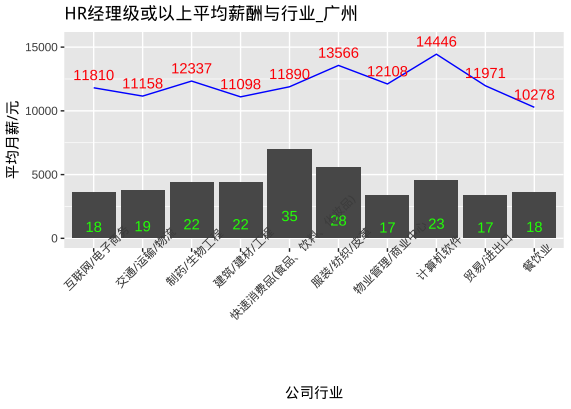 HR经理级或以上平均薪酬与行业_广州
平均月薪/元
15000
10000
5000
0
11810
11158
12337
11098
11890
13566
12108
14446
11971
10278
18
19
22
22
35
28
17
23
17
18
互联网/电子商务
交通/运输/物流
制药/生物工程
建筑/建材/工程
快速消费品(食品、饮料
服装/纺织/皮革
物业管理/商业中心
计算机软件
贸易/进出口
餐饮业
公司行业